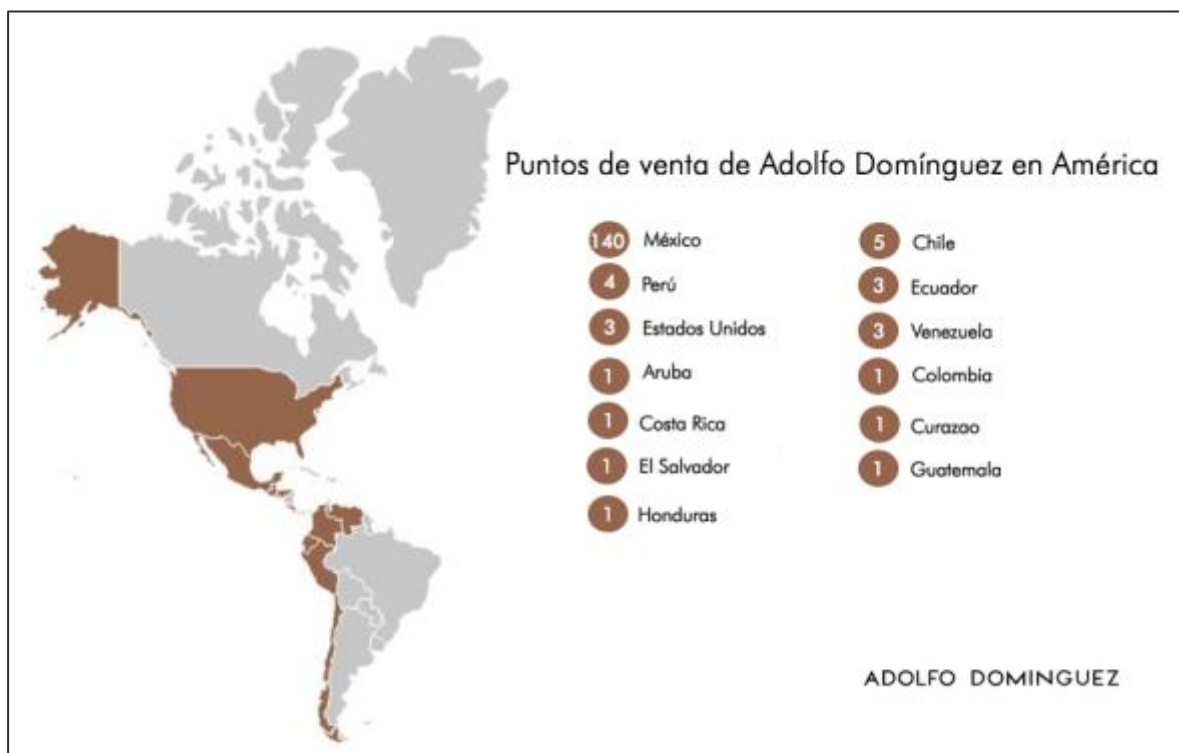 Puntos de venta de Adolfo Domínguez en América
140 México
4 Perú
3 Estados Unidos
1 Aruba
1 Costa Rica
1 El Salvador
1 Honduras
5 Chile
3 Ecuador
3 Venezuela
1 Colombia
1 Curazao
1 Guatemala
ADOLFO DOMINGUEZ